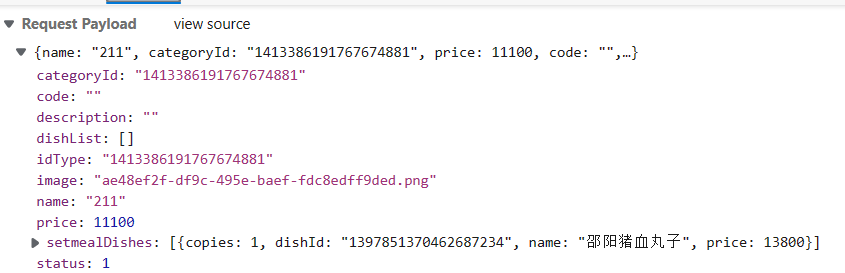 Request Payload view source
{name: "211", categoryId: "1413386191767674881", price: 11100, code: "",…}
categoryId: "1413386191767674881"
code: ""
description: ""
dishList: []
idType: "1413386191767674881"
image: "ae48ef2f-df9c-495e-baef-fdc8edff9ded.png"
name: "211"
price: 11100
setmealDishes: [{copies: 1, dishId: "1397851370462687234", name: "邵阳猪血丸子", price: 13800}]
status: 1